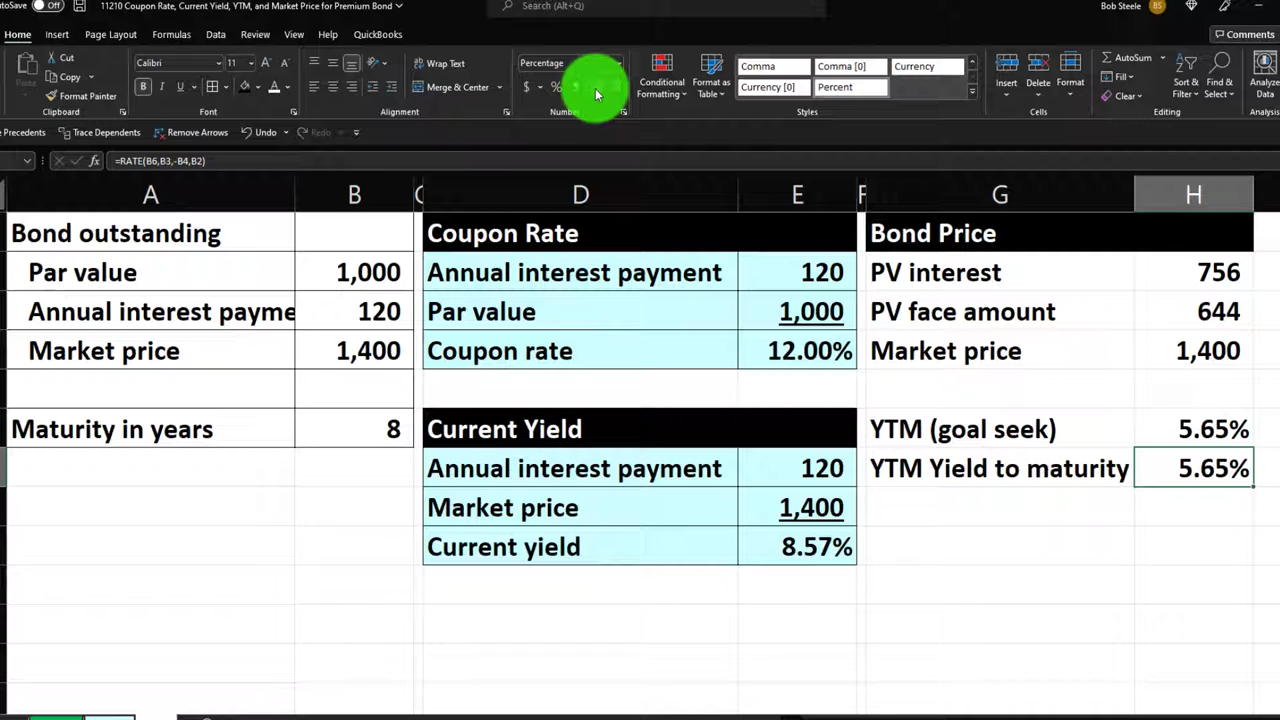 AutoSave Off 11210 Coupon Rate, Current Yield, YTM, and Market Price for Premium Bond Search (Alt+Q) Bob Steele BS
Home Insert Page Layout Formulas Data Review View Help QuickBooks Comments
Cut Calibri 11 Wrap Text Percentage Conditional Format as Comma Comma [0] Currency Insert Delete Format AutoSum Sort & Find & Analyze
Copy Formatting Table Fill Filter Select Data
Format Painter B I U Merge & Center $ % Currency [0] Percent Clear
Clipboard Font Alignment Styles Cells Editing Analysis
Precedents Trace Dependents Remove Arrows Undo Redo
=RATE(B6,B3,-B4,B2)
A B C D E F G H
Bond outstanding Coupon Rate Bond Price
Par value 1,000 Annual interest payment 120 PV interest 756
Annual interest payme 120 Par value 1,000 PV face amount 644
Market price 1,400 Coupon rate 12.00% Market price 1,400
Maturity in years 8 Current Yield YTM (goal seek) 5.65%
Annual interest payment 120 YTM Yield to maturity 5.65%
Market price 1,400
Current yield 8.57%